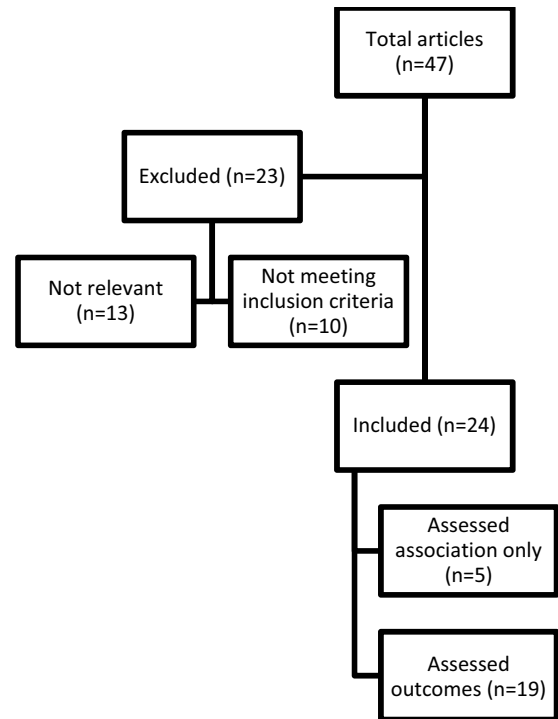 Total articles
(n=47)
Excluded (n=23)
Not relevant
(n=13)
Not meeting
inclusion criteria
(n=10)
Included (n=24)
Assessed
association only
(n=5)
Assessed
outcomes (n=19)